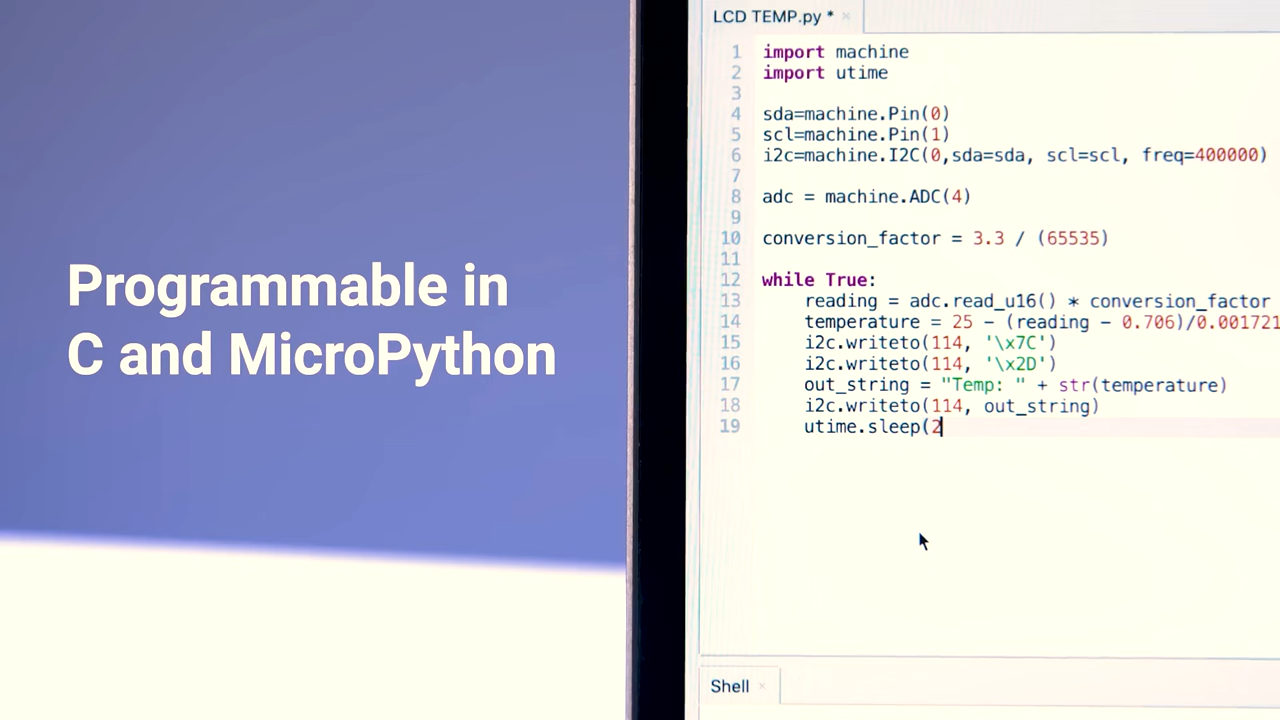 Programmable in
C and MicroPython
LCD TEMP.py * ×
1 import machine
2 import utime
3
4 sda=machine.Pin(0)
5 scl=machine.Pin(1)
6 i2c=machine.I2C(0,sda=sda, scl=scl, freq=400000)
7
8 adc = machine.ADC(4)
9
10 conversion_factor = 3.3 / (65535)
11
12 while True:
13     reading = adc.read_u16() * conversion_factor
14     temperature = 25 - (reading - 0.706)/0.001721
15     i2c.writeto(114, '\x7C')
16     i2c.writeto(114, '\x2D')
17     out_string = "Temp: " + str(temperature)
18     i2c.writeto(114, out_string)
19     utime.sleep(2
Shell ×